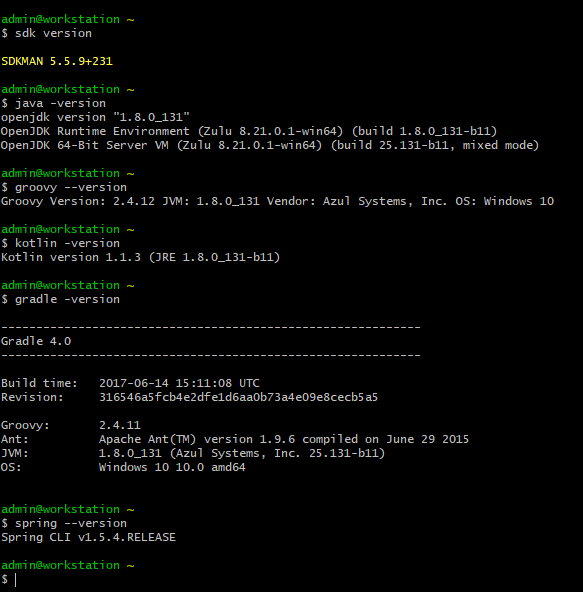 admin@workstation ~
$ sdk version
SDKMAN 5.5.9+231
admin@workstation ~
$ java -version
openjdk version "1.8.0_131"
OpenJDK Runtime Environment (Zulu 8.21.0.1-win64) (build 1.8.0_131-b11)
OpenJDK 64-Bit Server VM (Zulu 8.21.0.1-win64) (build 25.131-b11, mixed mode)
admin@workstation ~
$ groovy --version
Groovy Version: 2.4.12 JVM: 1.8.0_131 Vendor: Azul Systems, Inc. OS: Windows 10
admin@workstation ~
$ kotlin -version
Kotlin version 1.1.3 (JRE 1.8.0_131-b11)
admin@workstation ~
$ gradle -version
------------------------------------------------------------
Gradle 4.0
------------------------------------------------------------
Build time:   2017-06-14 15:11:08 UTC
Revision:     316546a5fcb4e2dfe1d6aa0b73a4e09e8cecb5a5
Groovy:       2.4.11
Ant:          Apache Ant(TM) version 1.9.6 compiled on June 29 2015
JVM:          1.8.0_131 (Azul Systems, Inc. 25.131-b11)
OS:           Windows 10 10.0 amd64
admin@workstation ~
$ spring --version
Spring CLI v1.5.4.RELEASE
admin@workstation ~
$